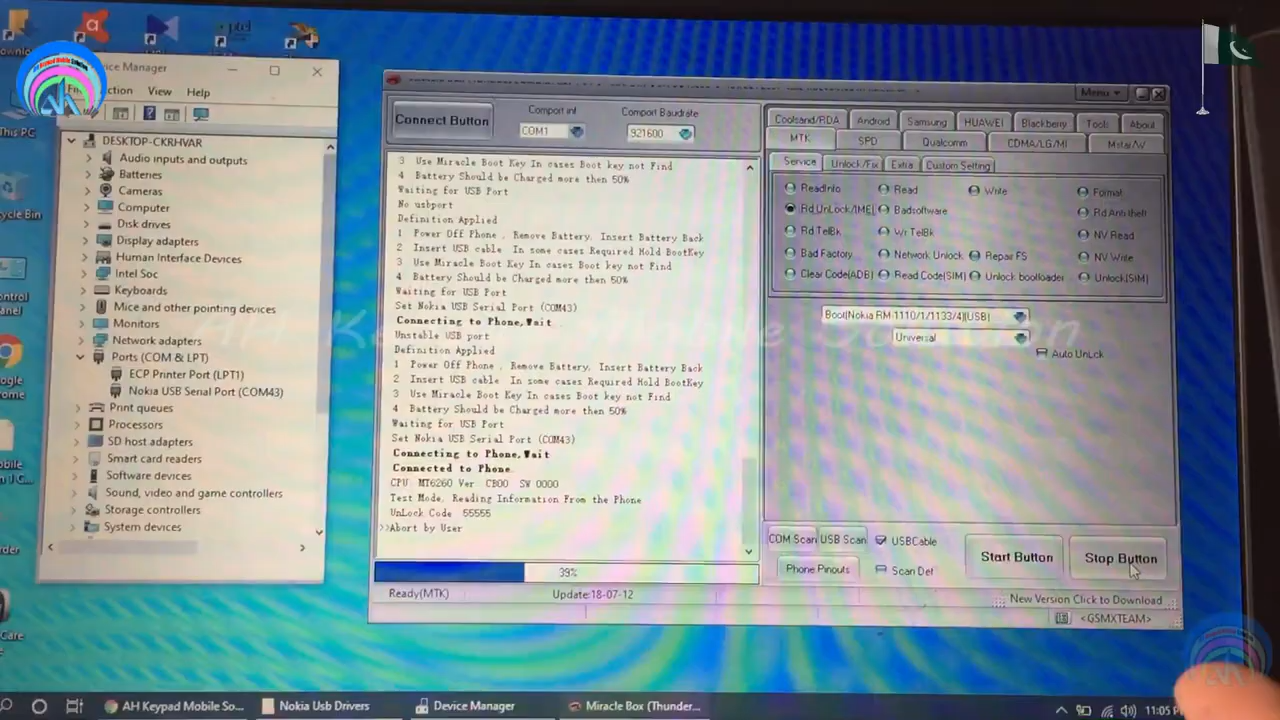 Device Manager
View Help
DESKTOP-CKRHVAR
Audio inputs and outputs
Batteries
Cameras
Computer
Disk drives
Display adapters
Human Interface Devices
Intel Soc
Keyboards
Mice and other pointing devices
Monitors
Network adapters
Ports (COM & LPT)
ECP Printer Port (LPT1)
Nokia USB Serial Port (COM43)
Print queues
Processors
SD host adapters
Smart card readers
Software devices
Sound, video and game controllers
Storage controllers
System devices
This PC
Menu
Connect Button
Comport inf
COM1
Comport Baudrate
921600
3 Use Miracle Boot Key In cases Boot key not Find
4 Battery Should be Charged more then 50%
Waiting for USB Port
No usbport
Definition Applied
1 Power Off Phone , Remove Battery, Insert Battery Back
2 Insert USB cable In some cases Required Hold BootKey
3 Use Miracle Boot Key In cases Boot key not Find
4 Battery Should be Charged more then 50%
Waiting for USB Port
Set Nokia USB Serial Port (COM43)
Connecting to Phone,Wait
Unstable USB port
Definition Applied
1 Power Off Phone , Remove Battery, Insert Battery Back
2 Insert USB cable In some cases Required Hold BootKey
3 Use Miracle Boot Key In cases Boot key not Find
4 Battery Should be Charged more then 50%
Waiting for USB Port
Set Nokia USB Serial Port (COM43)
Connecting to Phone,Wait
Connected to Phone
CPU MT6260 Ver CB00 SW 0000
Test Mode, Reading Information From the Phone
UnLock Code 55555
>>Abort by User
39%
Ready(MTK) Update:18-07-12
Coolsand/RDA Android Samsung HUAWEI Blackberry Tools About
MTK SPD Qualcomm CDMA/LG/MI Mstar/W
Service Unlock/Fix Extra Custom Setting
ReadInfo Read Write Format
Rd UnLock/IMEI Badsoftware Rd Anti theft
Rd TelBk Wr TelBk NV Read
Bad Factory Network Unlock Repair FS NV Write
Clear Code(ADB) Read Code(SIM) Unlock bootloader Unlock(SIM)
Boot[Nokia RM-1110/1/1133/4](USB)
Universal
Auto UnLck
COM Scan USB Scan USBCable
Start Button Stop Button
Phone Pinouts Scan Def
New Version Click to Download
<GSMXTEAM>
AH Keypad Mobile So... Nokia Usb Drivers Device Manager Miracle Box (Thunder...
11:05